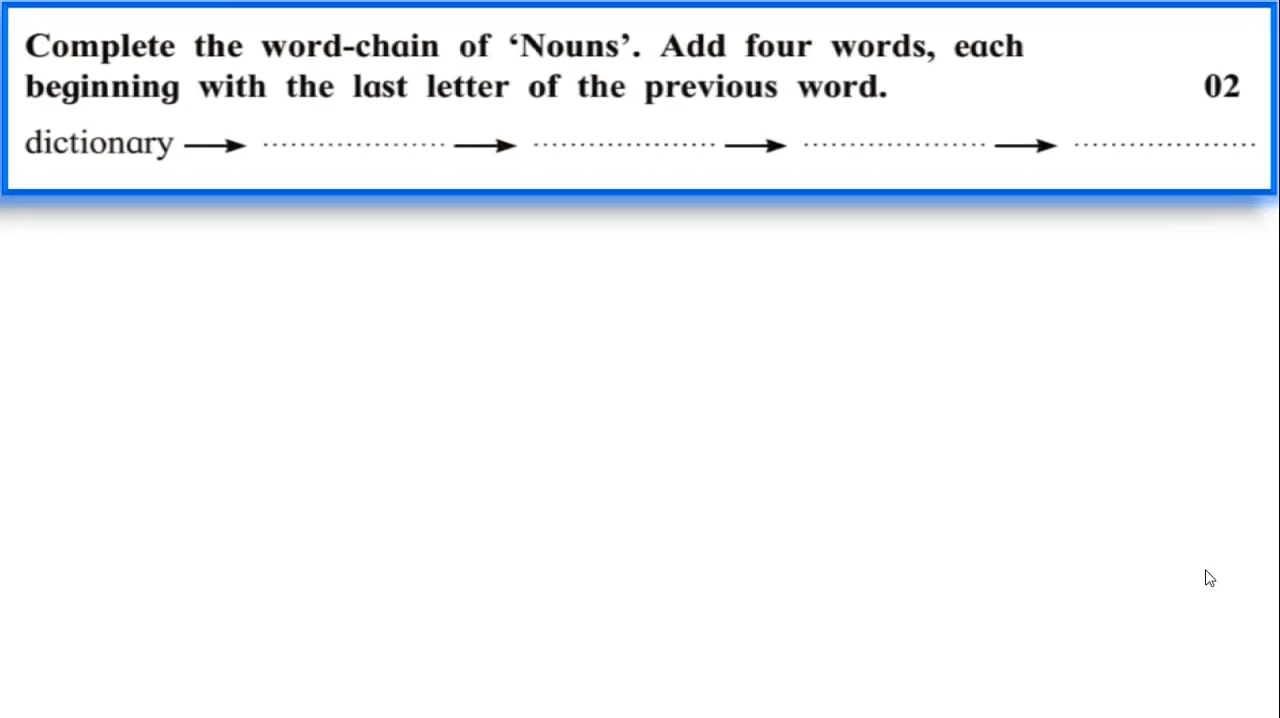 Complete the word-chain of ‘Nouns’. Add four words, each
beginning with the last letter of the previous word. 02
dictionary → .................... → .................... → .................... → ....................